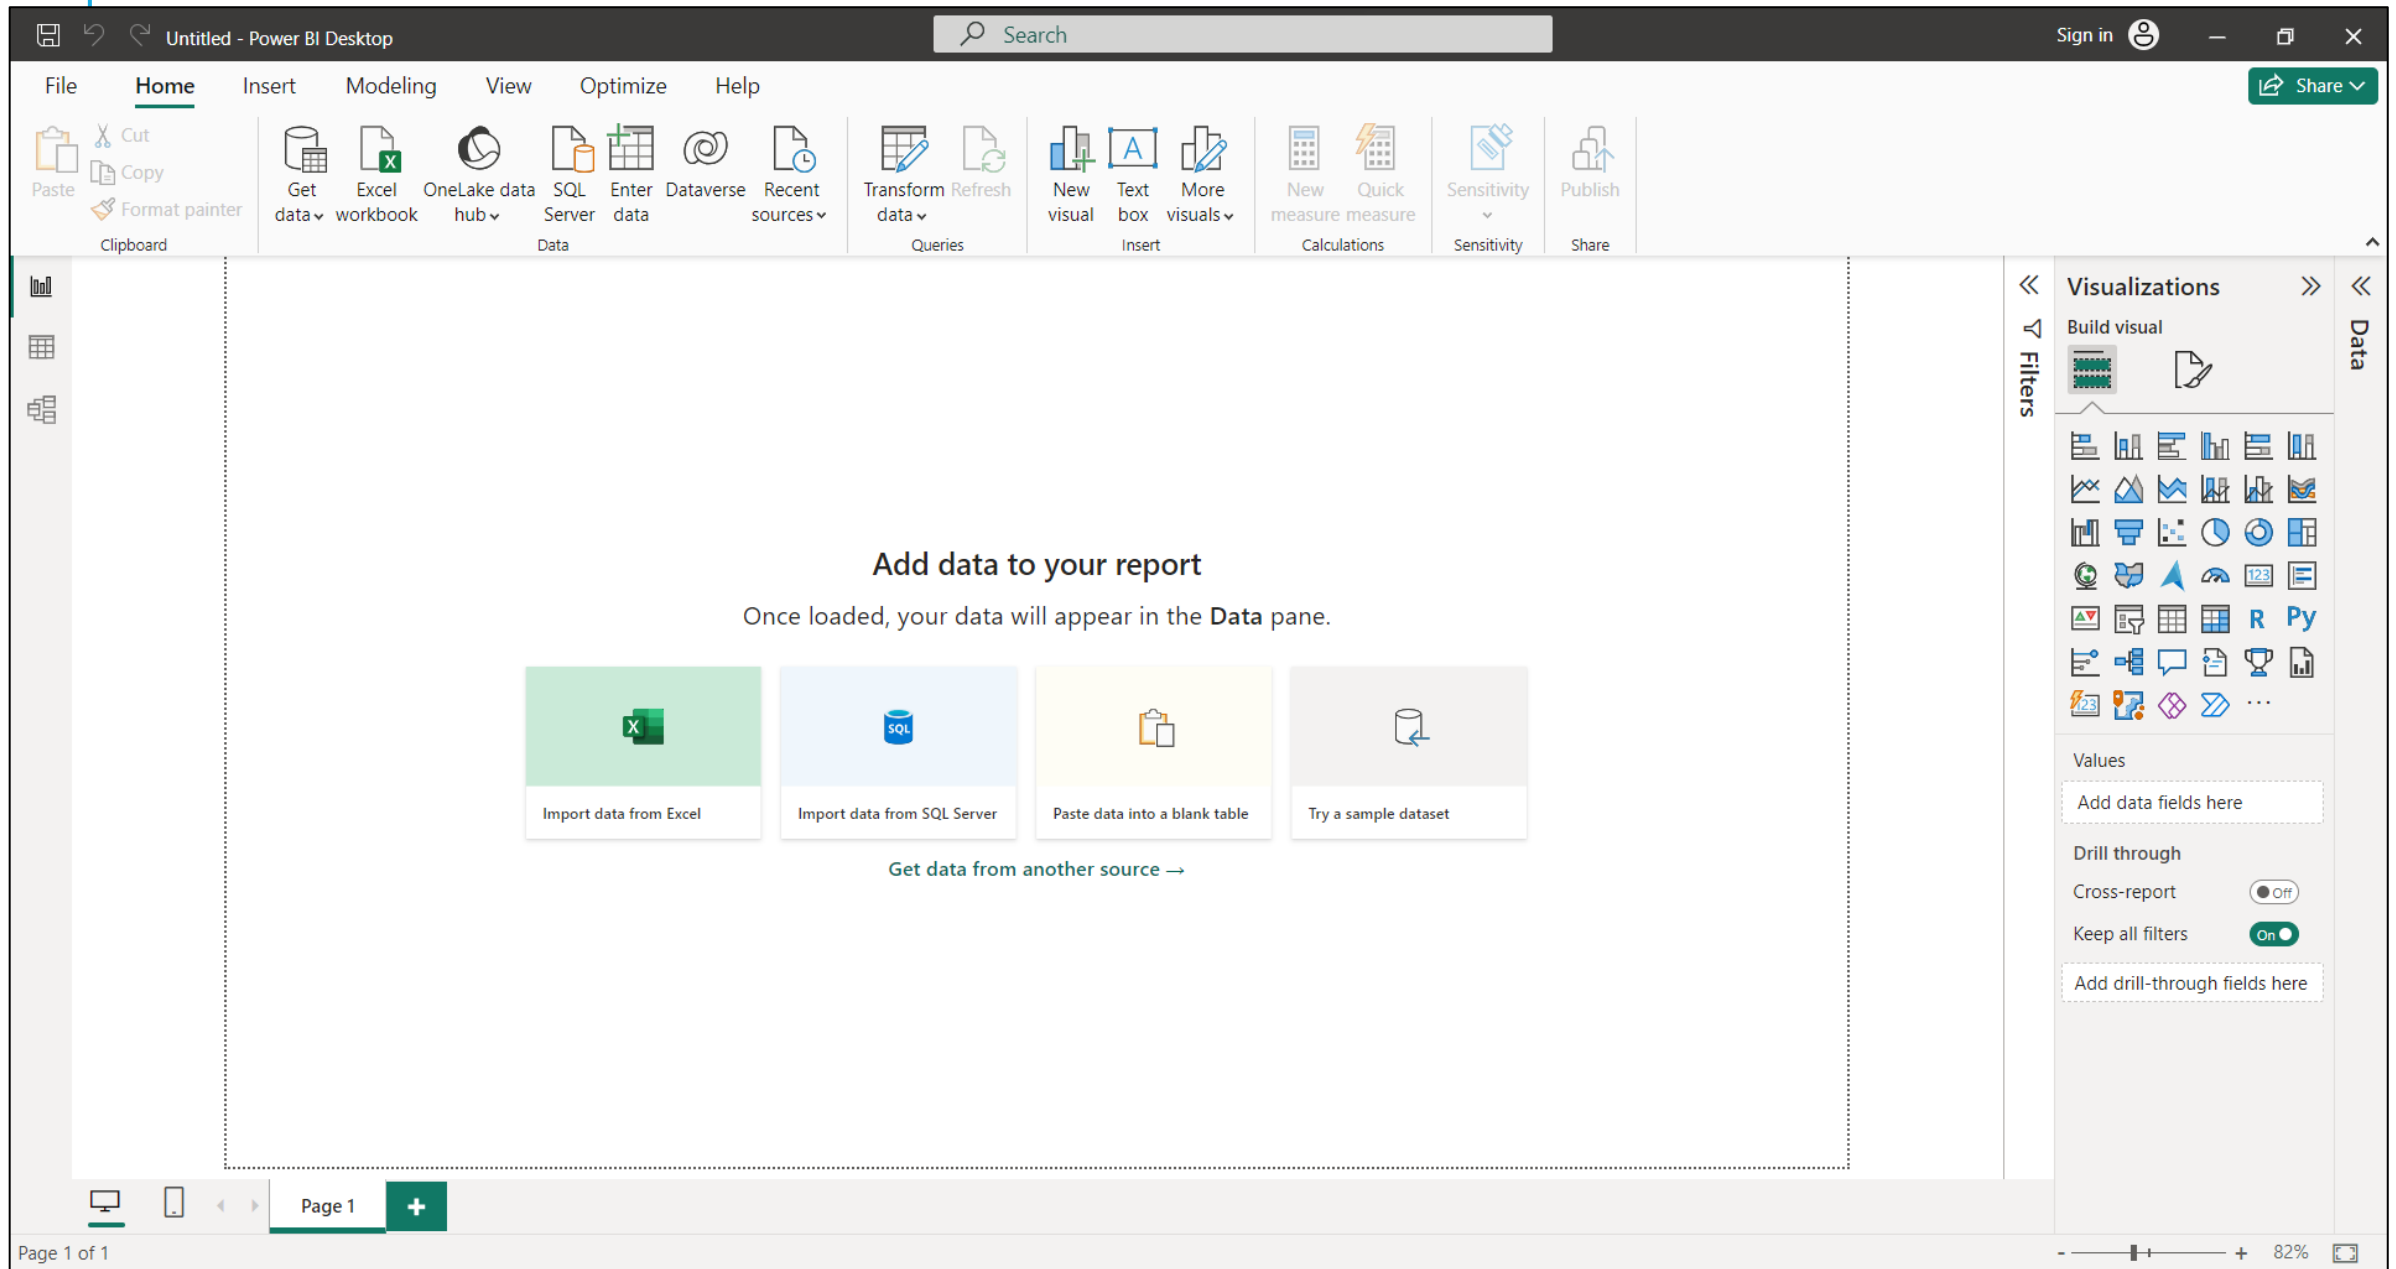 Untitled - Power BI Desktop
Search
Sign in
File Home Insert Modeling View Optimize Help
Share
Paste
Cut
Copy
Format painter
Clipboard
Get data
Excel workbook
OneLake data hub
SQL Server
Enter data
Dataverse
Recent sources
Data
Transform data
Refresh
Queries
New visual
Text box
More visuals
Insert
New measure
Quick measure
Calculations
Sensitivity
Sensitivity
Publish
Share
Add data to your report
Once loaded, your data will appear in the Data pane.
SQL
Import data from Excel
Import data from SQL Server
Paste data into a blank table
Try a sample dataset
Get data from another source →
Filters
Visualizations
Build visual
123
R Py
123
Values
Add data fields here
Drill through
Cross-report
Off
Keep all filters
On
Add drill-through fields here
Data
Page 1
Page 1 of 1
- + 82%